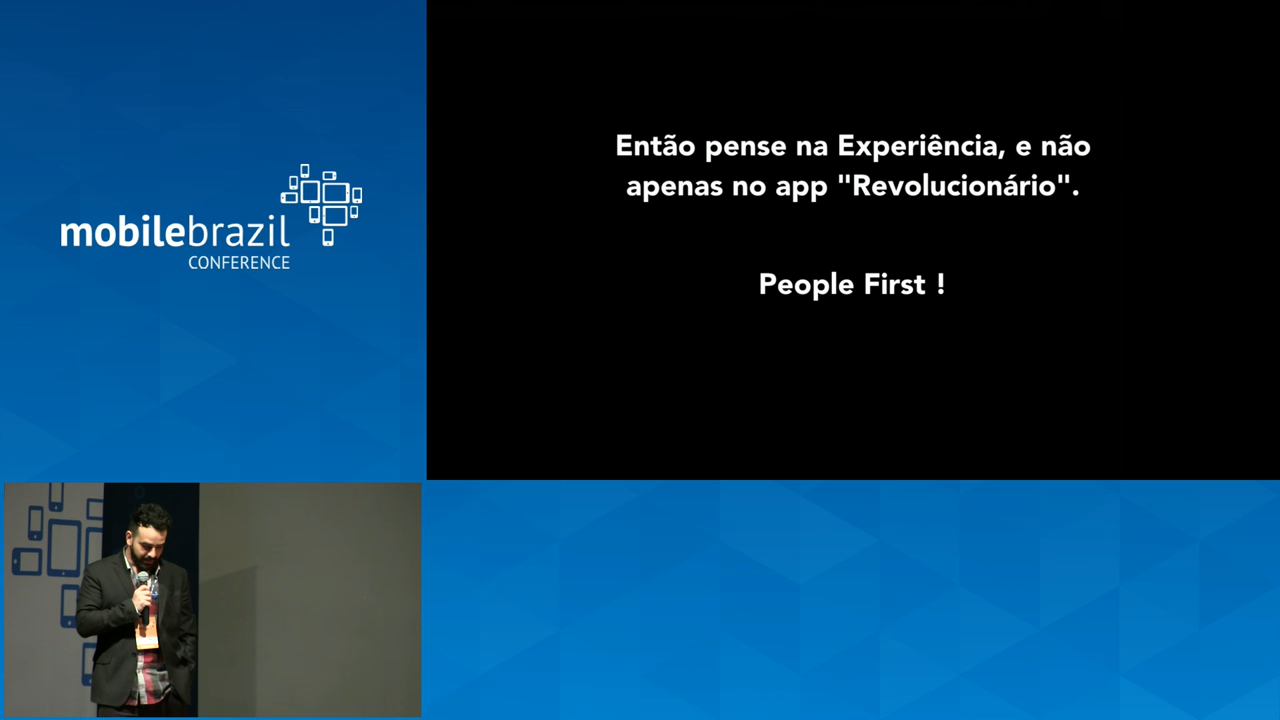 mobilebrazil
CONFERENCE
Então pense na Experiência, e não
apenas no app "Revolucionário".
People First !